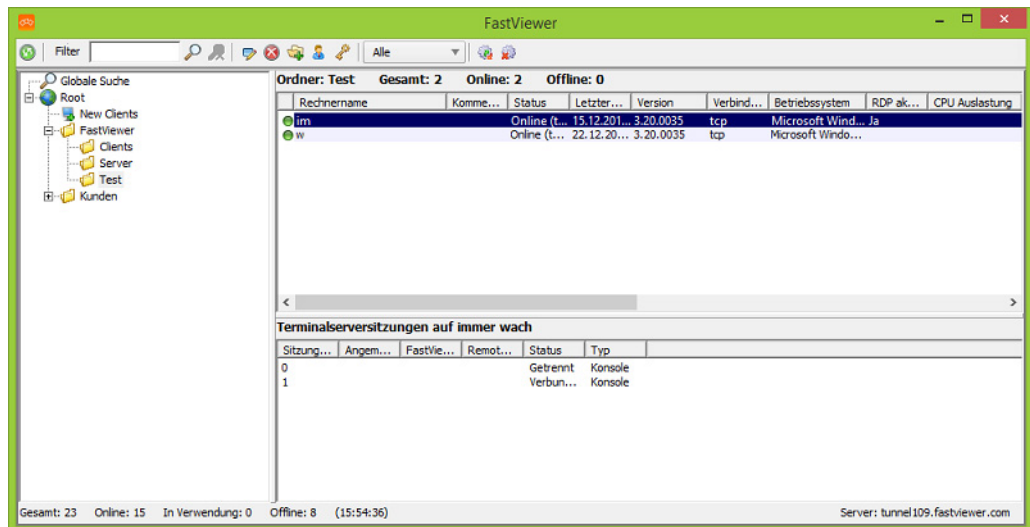 FastViewer
Filter Alle
Globale Suche
Root
New Clients
FastViewer
Clients
Server
Test
Kunden
Ordner: Test Gesamt: 2 Online: 2 Offline: 0
Rechnername Komme... Status Letzter... Version Verbind... Betriebssystem RDP ak... CPU Auslastung
im Online (t... 15.12.201... 3.20.0035 tcp Microsoft Wind... Ja
w Online (t... 22.12.20... 3.20.0035 tcp Microsoft Windo...
Terminalserversitzungen auf immer wach
Sitzung... Angem... FastVie... Remot... Status Typ
0 Getrennt Konsole
1 Verbun... Konsole
Gesamt: 23 Online: 15 In Verwendung: 0 Offline: 8 (15:54:36) Server: tunnel109.fastviewer.com